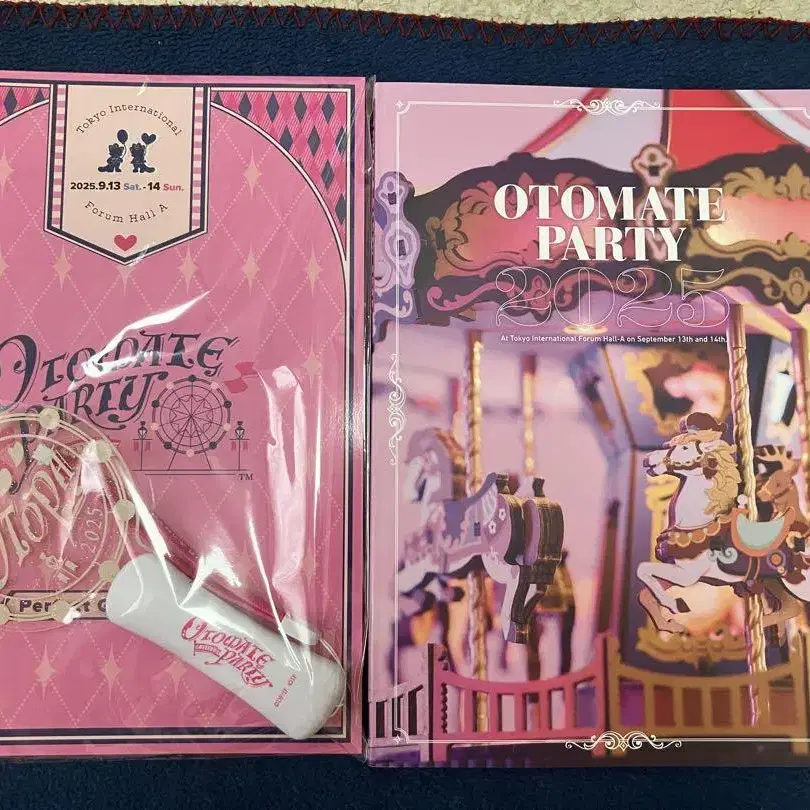 Tokyo International
2025.9.13 Sat.-14 Sun.
Forum Hall A
OTOMATE
PARTY
TM
2025
OTOMATE
PARTY
OTOMATE
PARTY
2025
At Tokyo International Forum Hall-A on September 13th and 14th.